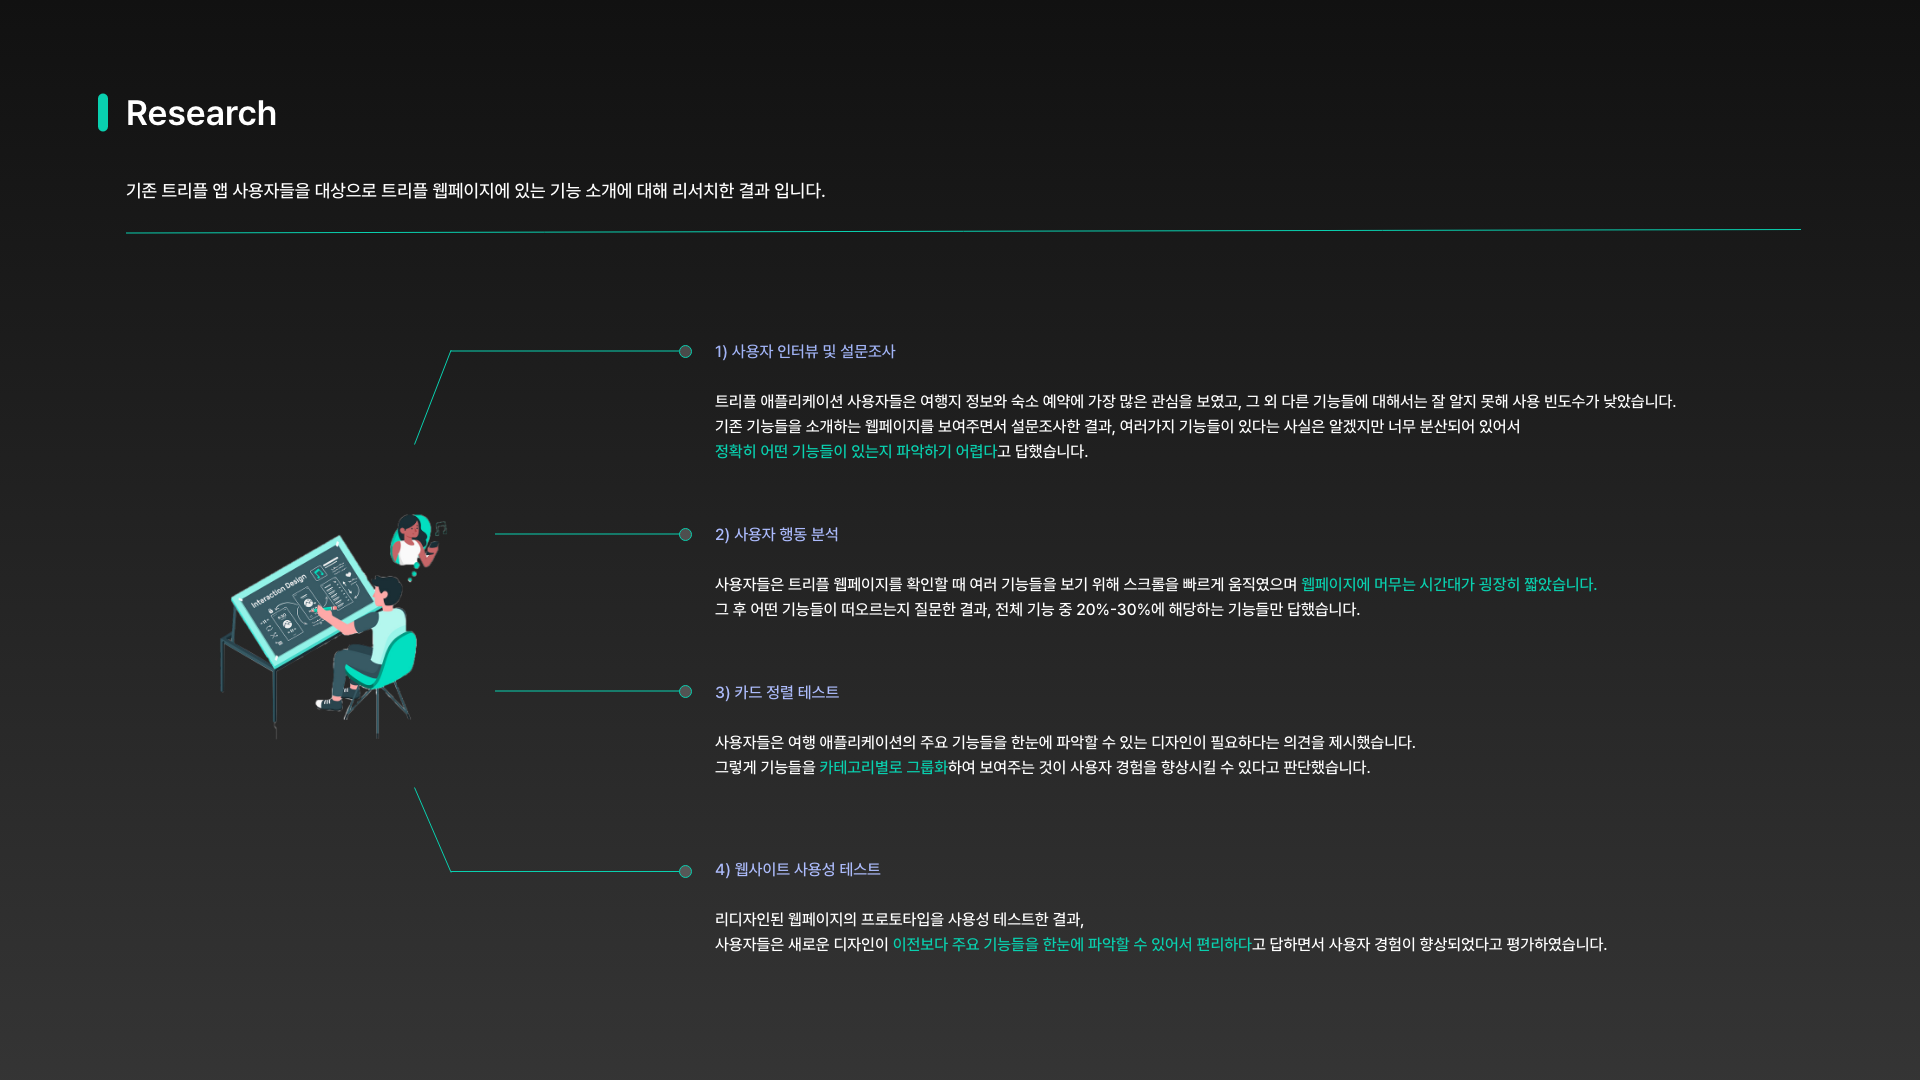 Research
기존 트리플 앱 사용자들을 대상으로 트리플 웹페이지에 있는 기능 소개에 대해 리서치한 결과 입니다.
1) 사용자 인터뷰 및 설문조사
트리플 애플리케이션 사용자들은 여행지 정보와 숙소 예약에 가장 많은 관심을 보였고, 그 외 다른 기능들에 대해서는 잘 알지 못해 사용 빈도수가 낮았습니다.
기존 기능들을 소개하는 웹페이지를 보여주면서 설문조사한 결과, 여러가지 기능들이 있다는 사실은 알겠지만 너무 분산되어 있어서
정확히 어떤 기능들이 있는지 파악하기 어렵다고 답했습니다.
Interaction Design
2) 사용자 행동 분석
사용자들은 트리플 웹페이지를 확인할 때 여러 기능들을 보기 위해 스크롤을 빠르게 움직였으며 웹페이지에 머무는 시간대가 굉장히 짧았습니다.
그 후 어떤 기능들이 떠오르는지 질문한 결과, 전체 기능 중 20%-30%에 해당하는 기능들만 답했습니다.
3) 카드 정렬 테스트
사용자들은 여행 애플리케이션의 주요 기능들을 한눈에 파악할 수 있는 디자인이 필요하다는 의견을 제시했습니다.
그렇게 기능들을 카테고리별로 그룹화하여 보여주는 것이 사용자 경험을 향상시킬 수 있다고 판단했습니다.
4) 웹사이트 사용성 테스트
리디자인된 웹페이지의 프로토타입을 사용성 테스트한 결과,
사용자들은 새로운 디자인이 이전보다 주요 기능들을 한눈에 파악할 수 있어서 편리하다고 답하면서 사용자 경험이 향상되었다고 평가하였습니다.